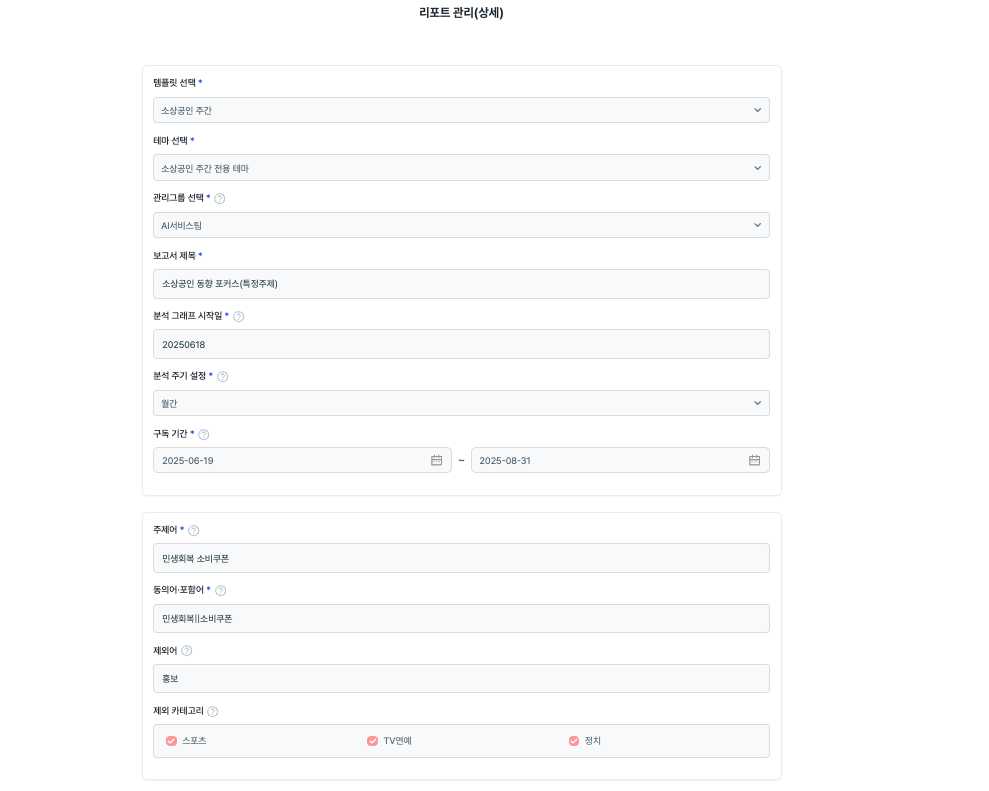 리포트 관리(상세)
템플릿 선택 *
소상공인 주간
테마 선택 *
소상공인 주간 전용 테마
관리그룹 선택 * ?
AI서비스팀
보고서 제목 *
소상공인 동향 포커스(특정주제)
분석 그래프 시작일 * ?
20250618
분석 주기 설정 * ?
월간
구독 기간 * ?
2025-06-19 ~ 2025-08-31
주제어 * ?
민생회복 소비쿠폰
동의어·포함어 * ?
민생회복||소비쿠폰
제외어 ?
홍보
제외 카테고리 ?
스포츠 TV연예 정치